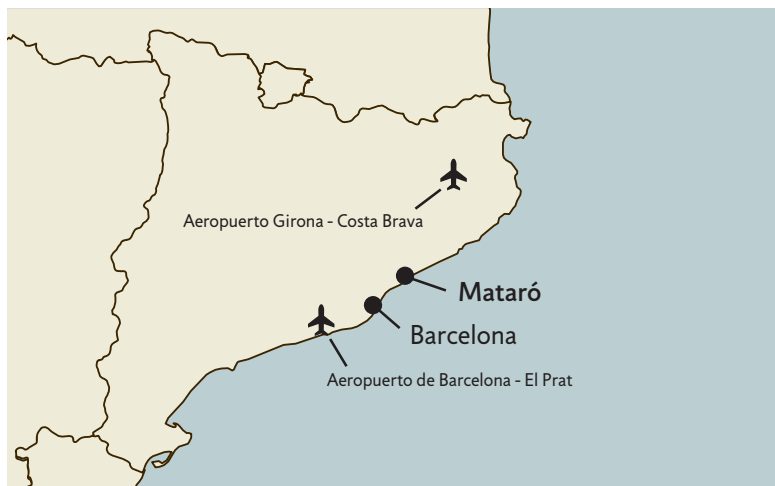 Aeropuerto Girona - Costa Brava
Mataró
Barcelona
Aeropuerto de Barcelona - El Prat